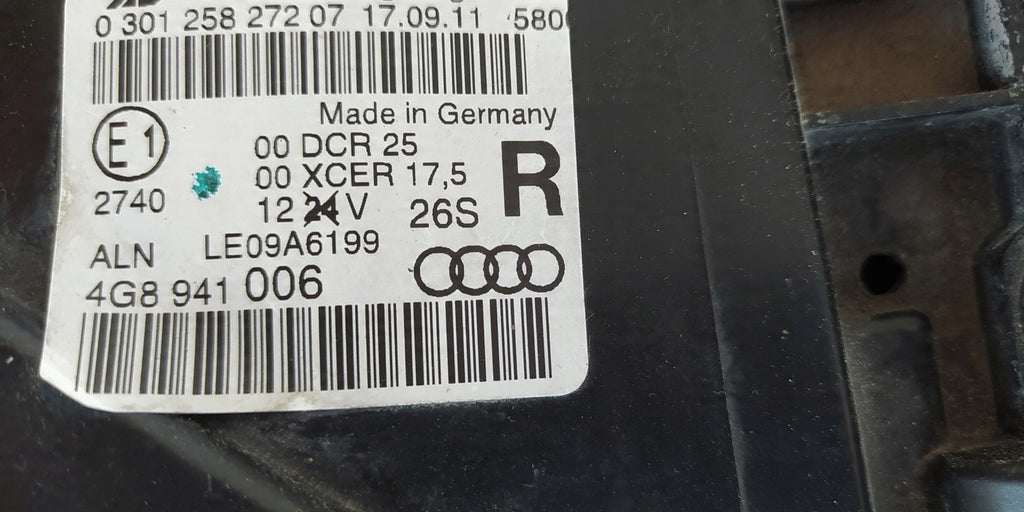 0 301 258 272 07 17.09.11 580
Made in Germany
E1
00 DCR 25
00 XCER 17,5
R
2740
12 24 V 26S
ALN LE09A6199
4G8 941 006